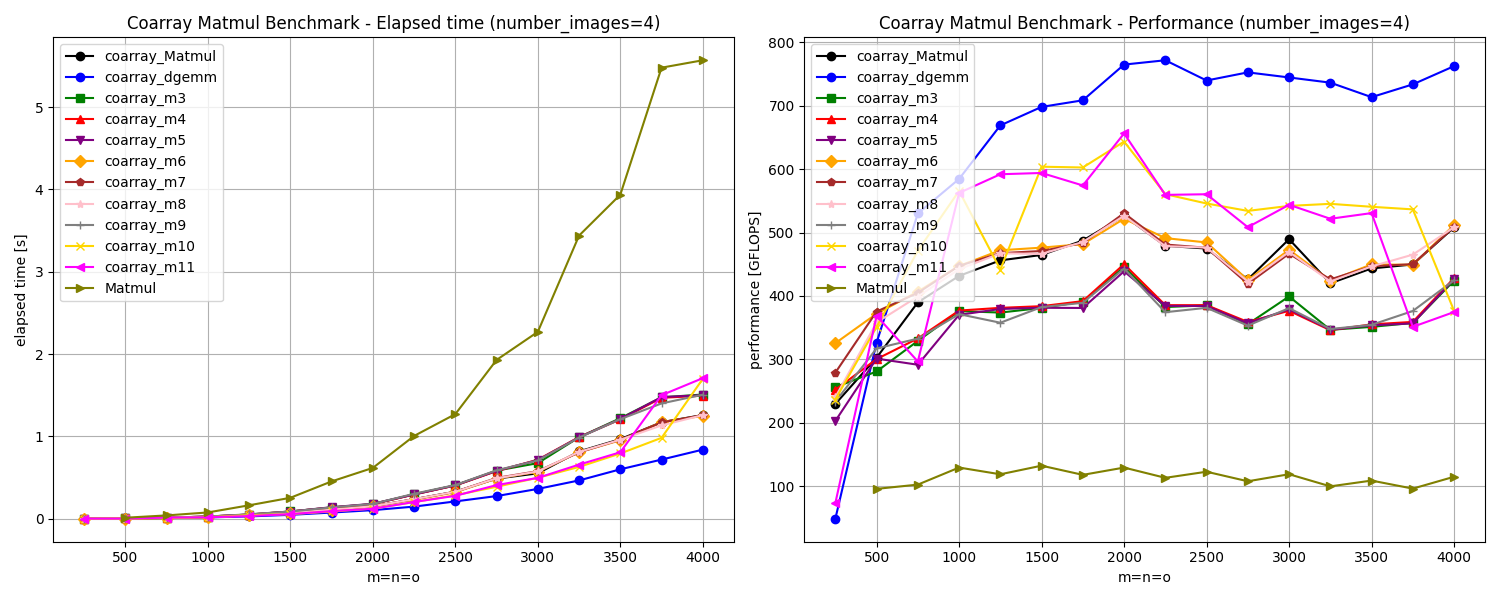 Coarray Matmul Benchmark - Elapsed time (number_images=4)
elapsed time [s]
5
4
3
2
1
0
coarray_Matmul
coarray_dgemm
coarray_m3
coarray_m4
coarray_m5
coarray_m6
coarray_m7
coarray_m8
coarray_m9
coarray_m10
coarray_m11
Matmul
500 1000 1500 2000 2500 3000 3500 4000
m=n=o
Coarray Matmul Benchmark - Performance (number_images=4)
performance [GFLOPS]
800
700
600
500
400
300
200
100
coarray_Matmul
coarray_dgemm
coarray_m3
coarray_m4
coarray_m5
coarray_m6
coarray_m7
coarray_m8
coarray_m9
coarray_m10
coarray_m11
Matmul
500 1000 1500 2000 2500 3000 3500 4000
m=n=o